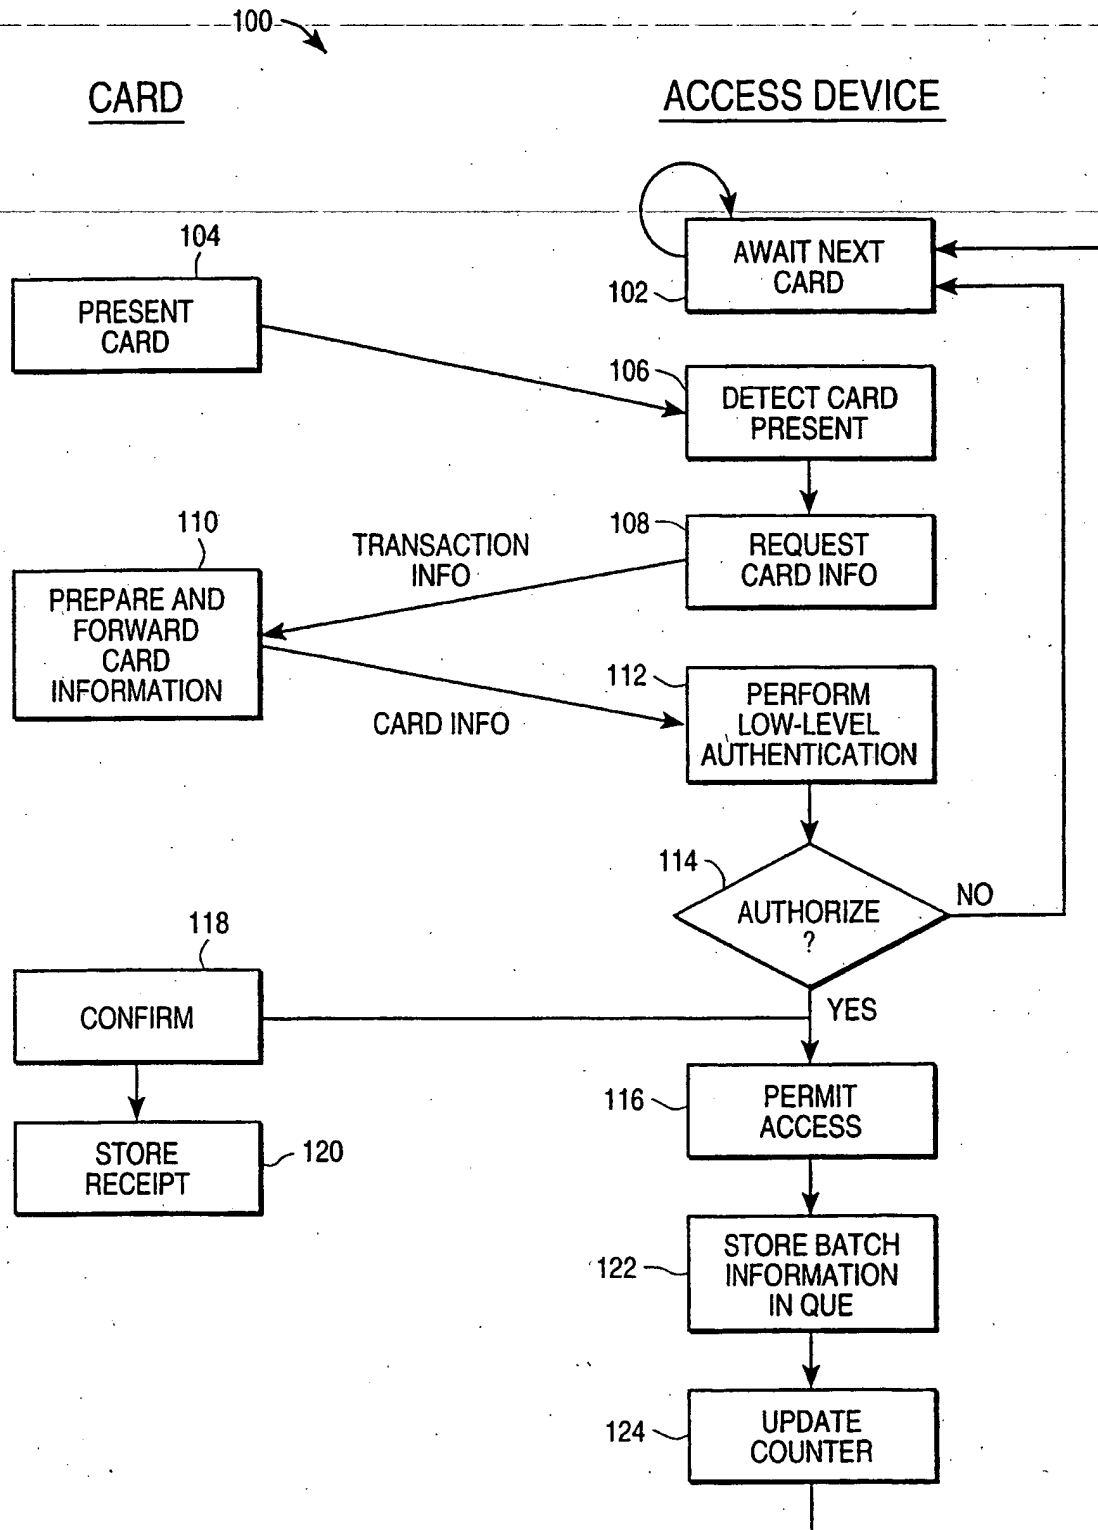 100
CARD
ACCESS DEVICE
104
PRESENT
CARD
AWAIT NEXT
CARD
102
106
DETECT CARD
PRESENT
108
REQUEST
CARD INFO
TRANSACTION
INFO
110
PREPARE AND
FORWARD
CARD
INFORMATION
CARD INFO
112
PERFORM
LOW-LEVEL
AUTHENTICATION
114
AUTHORIZE
?
NO
YES
118
CONFIRM
116
PERMIT
ACCESS
STORE
RECEIPT
120
122
STORE BATCH
INFORMATION
IN QUE
124
UPDATE
COUNTER